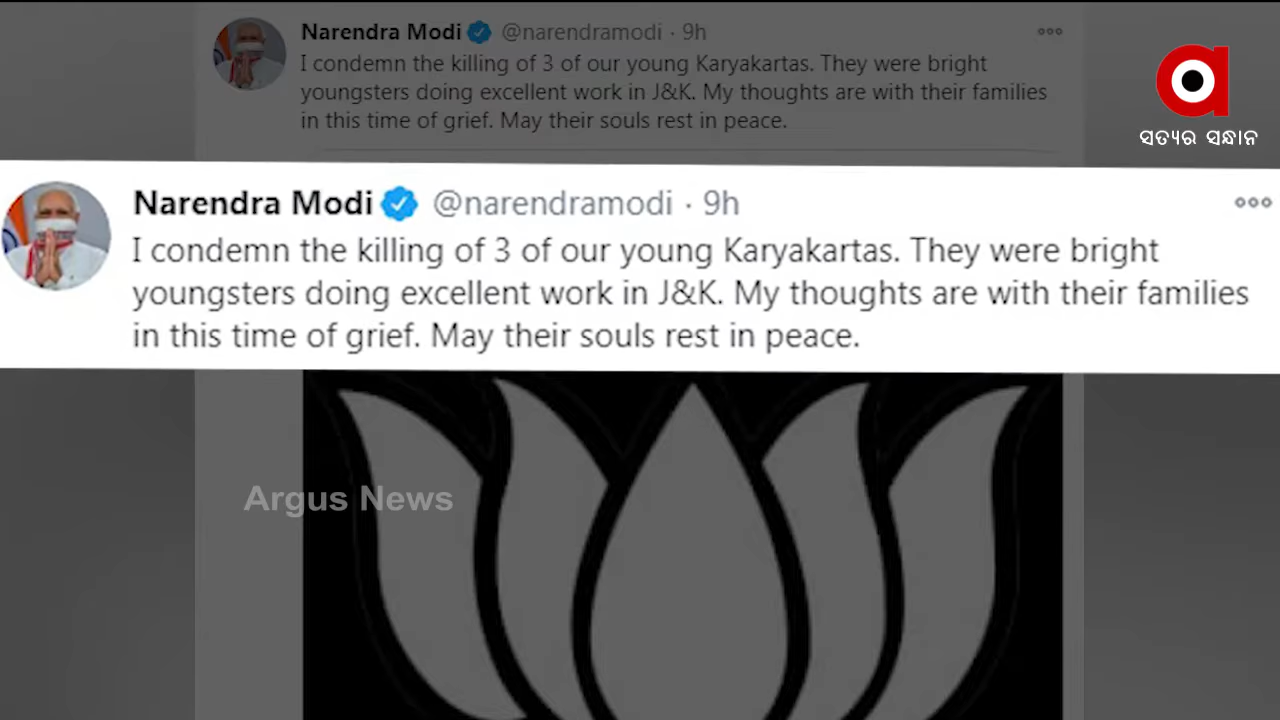 Narendra Modi @narendramodi · 9h
I condemn the killing of 3 of our young Karyakartas. They were bright
youngsters doing excellent work in J&K. My thoughts are with their families
in this time of grief. May their souls rest in peace.
ସତ୍ୟର ସନ୍ଧାନ
Narendra Modi @narendramodi · 9h
I condemn the killing of 3 of our young Karyakartas. They were bright
youngsters doing excellent work in J&K. My thoughts are with their families
in this time of grief. May their souls rest in peace.
Argus News